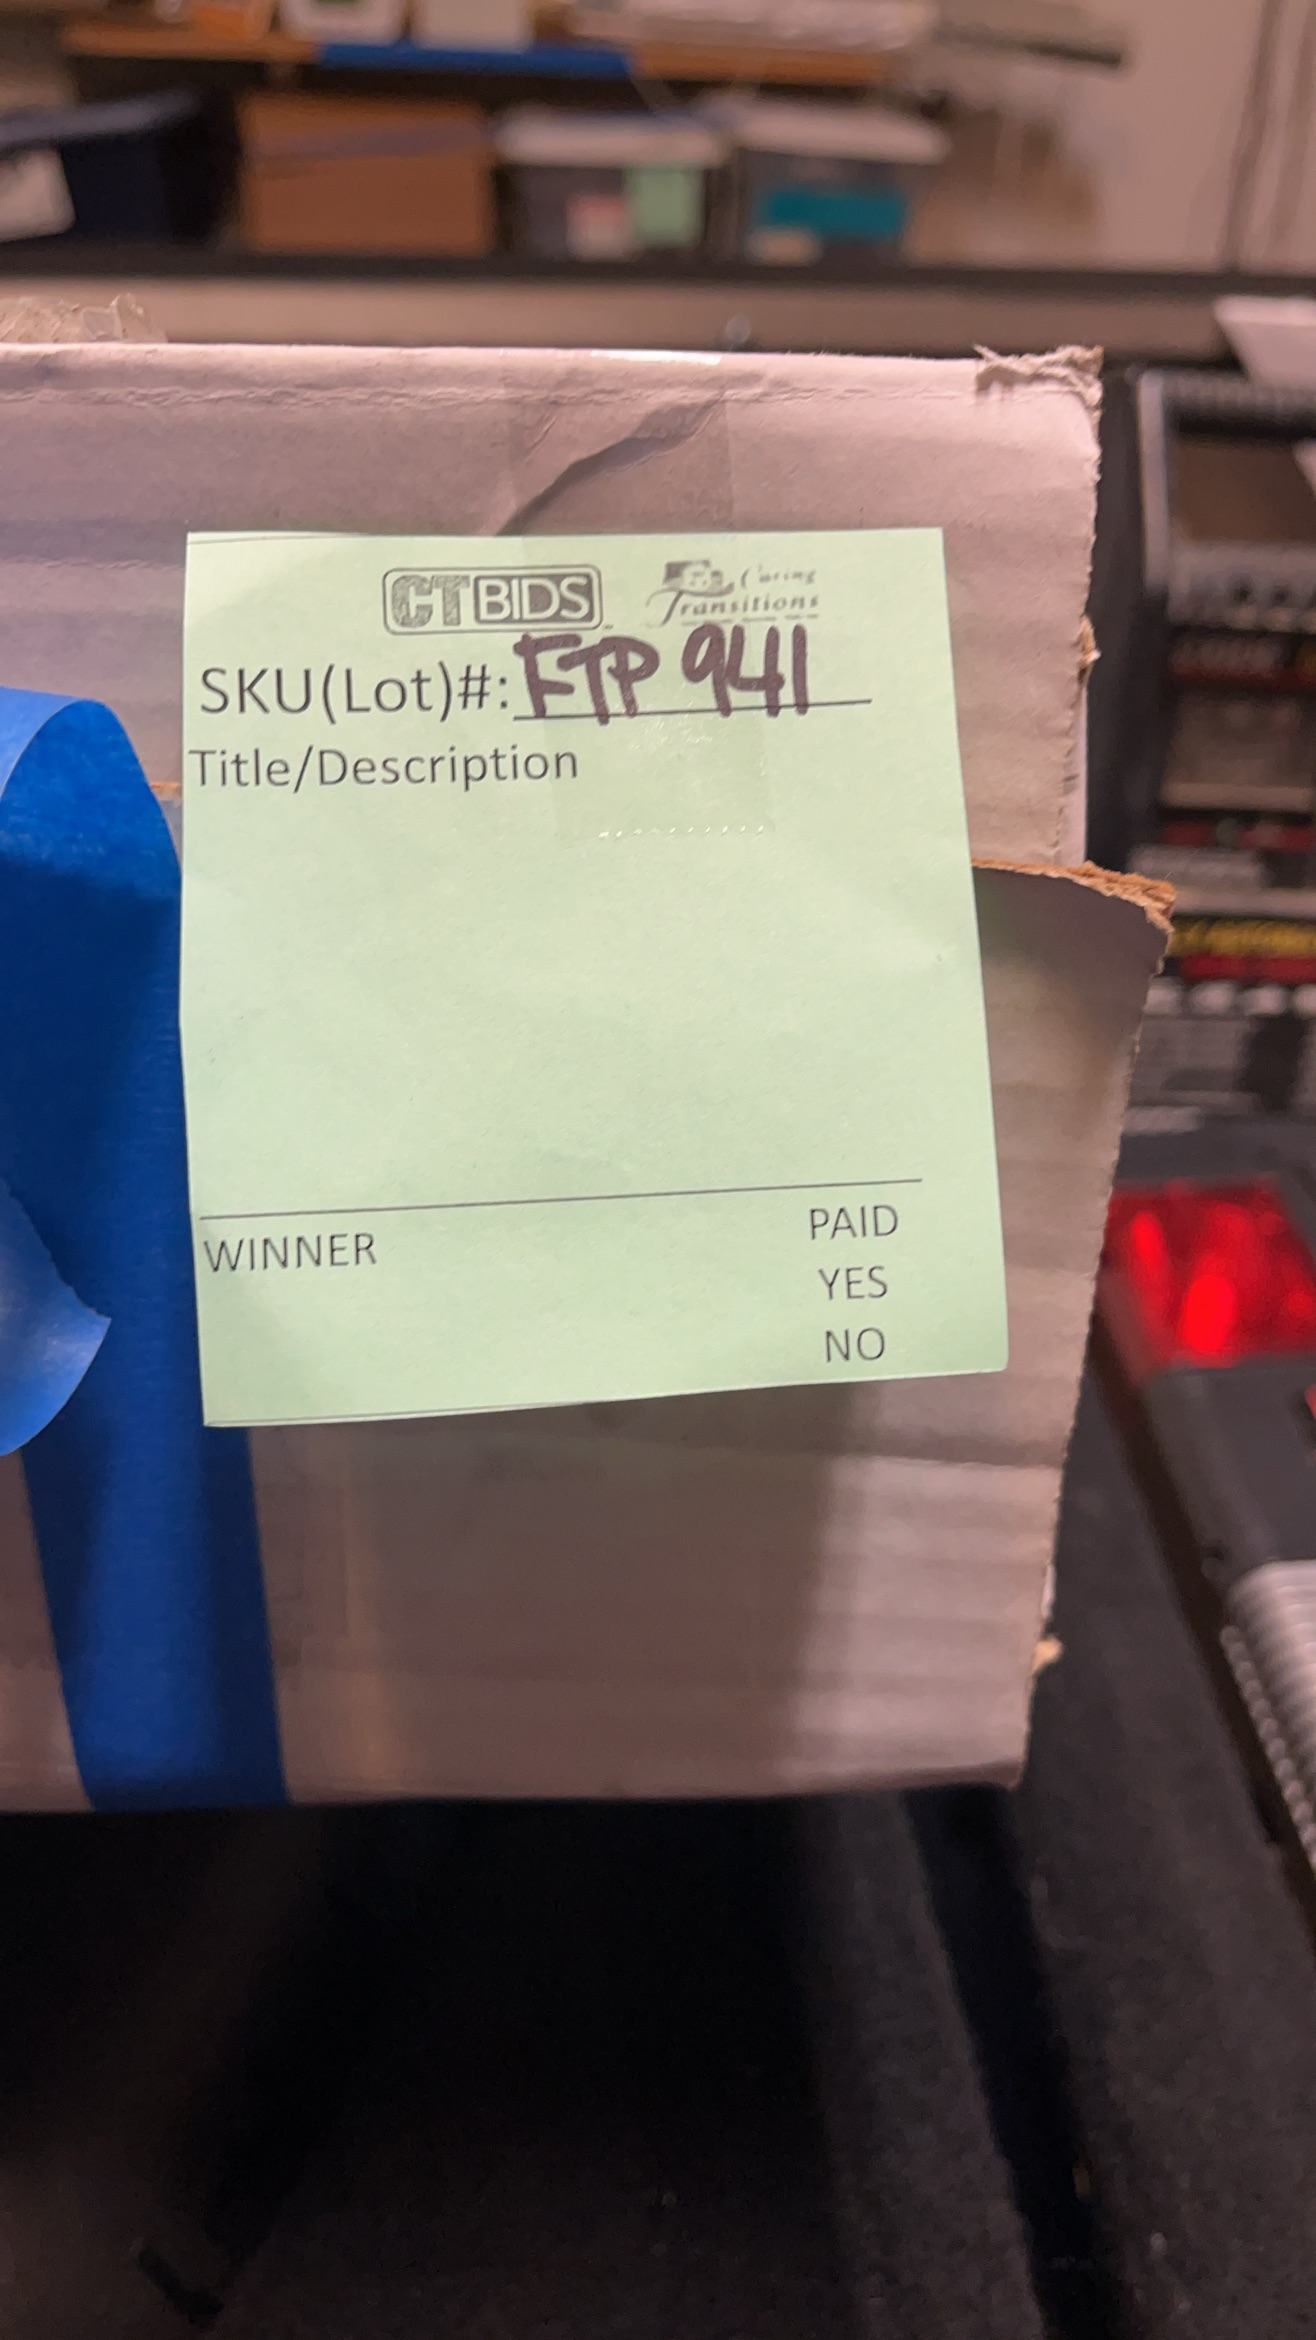 CTBIDS Caring
Transitions
SKU(Lot)#: FTP 941
Title/Description
WINNER
PAID
YES
NO